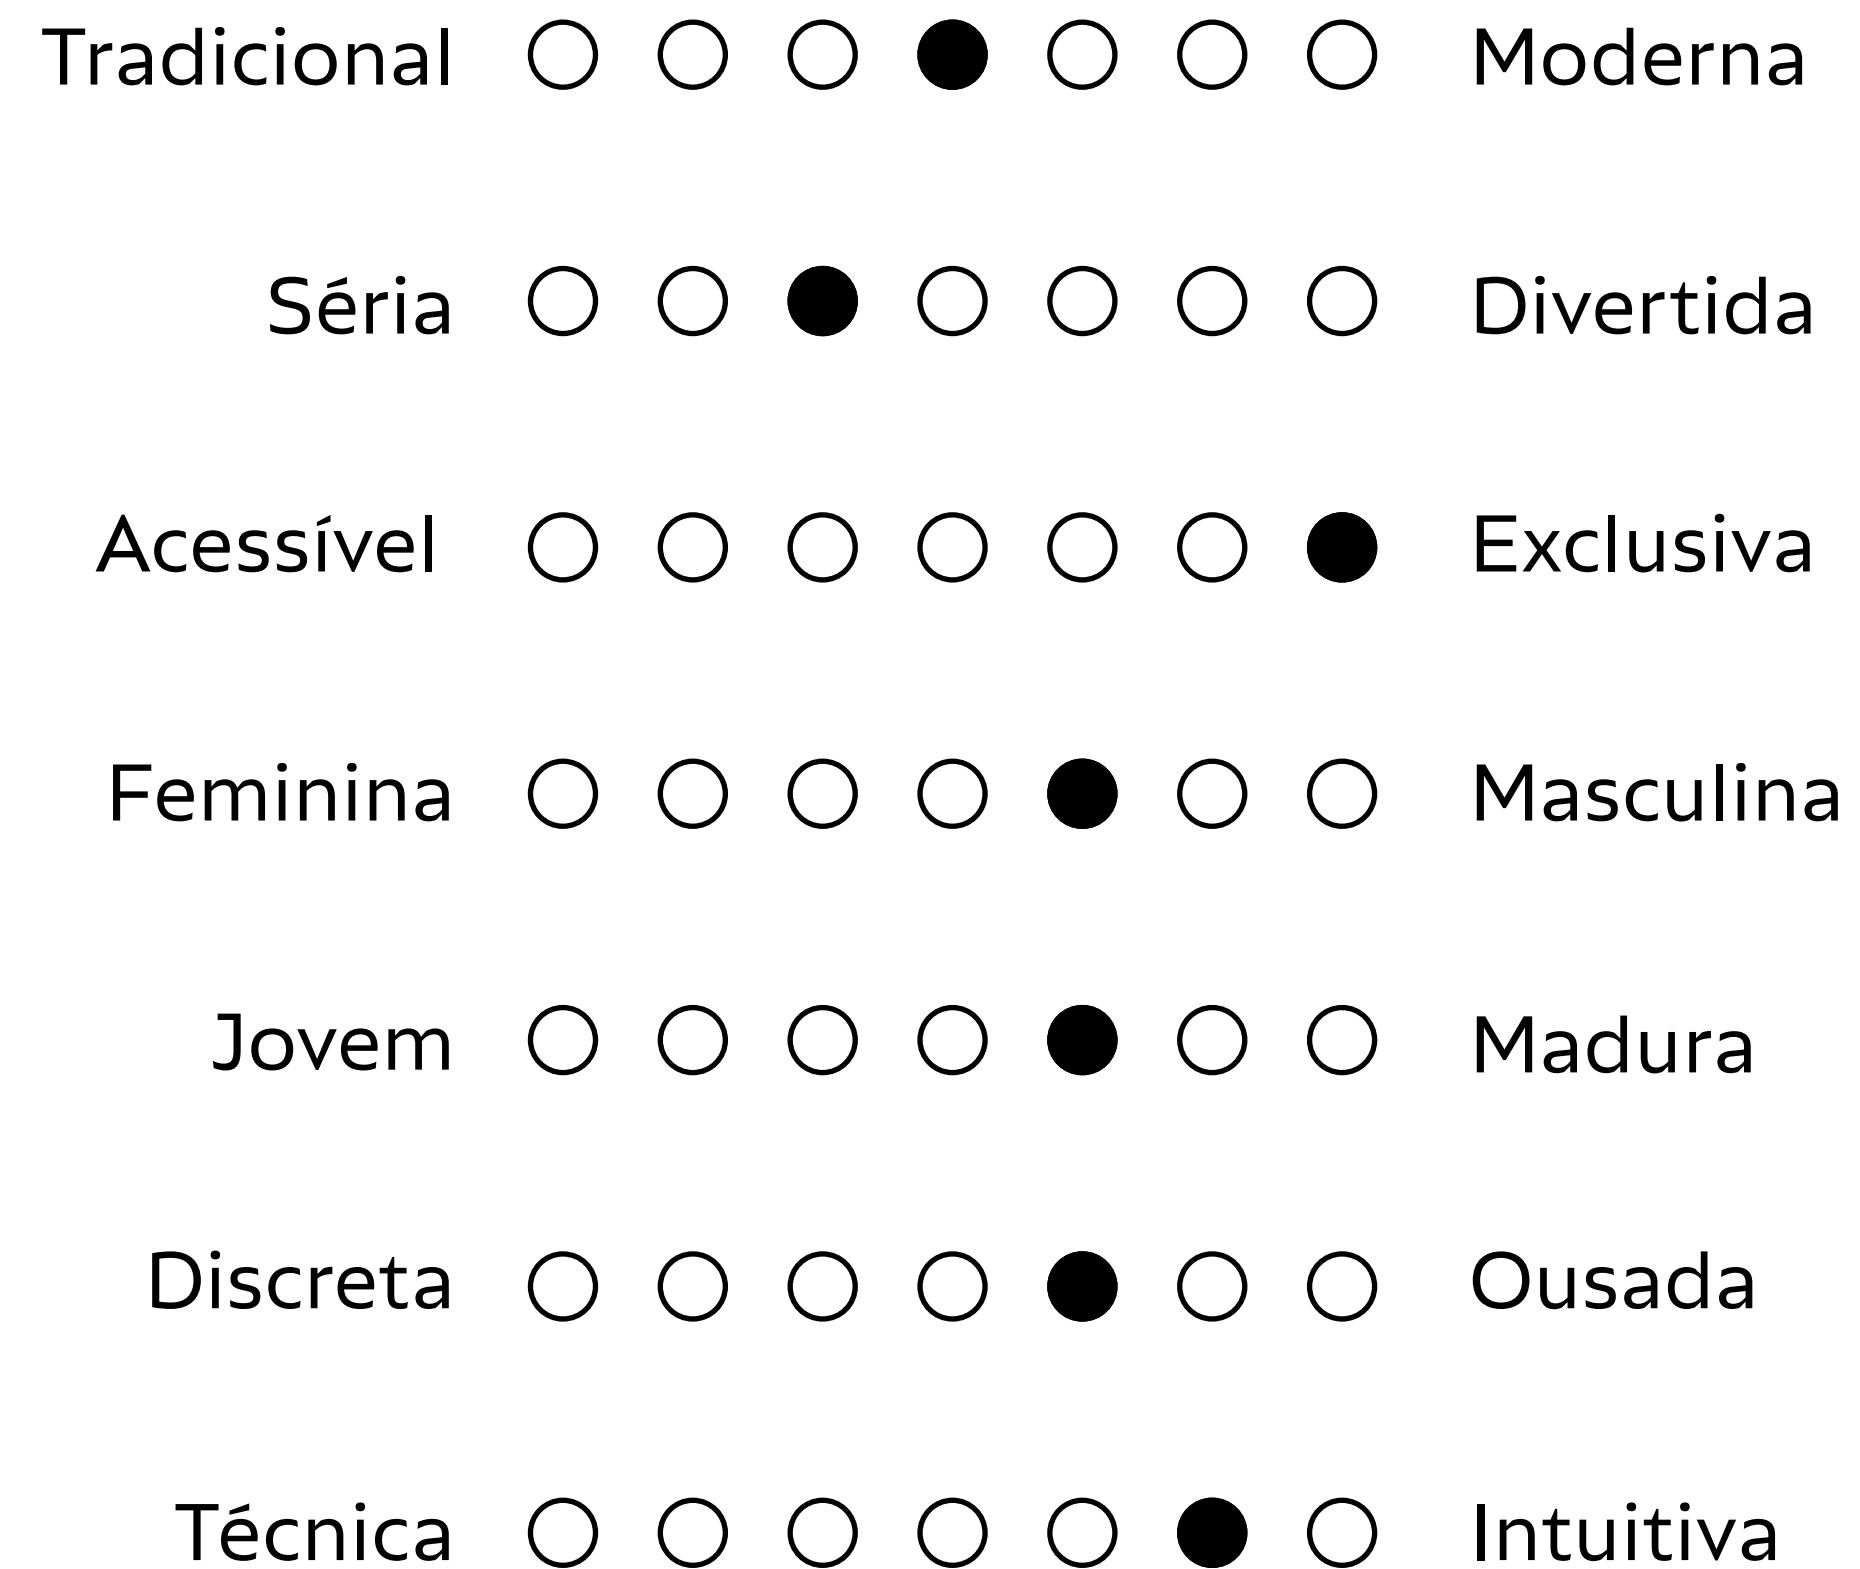 Tradicional Moderna
Séria Divertida
Acessível Exclusiva
Feminina Masculina
Jovem Madura
Discreta Ousada
Técnica Intuitiva